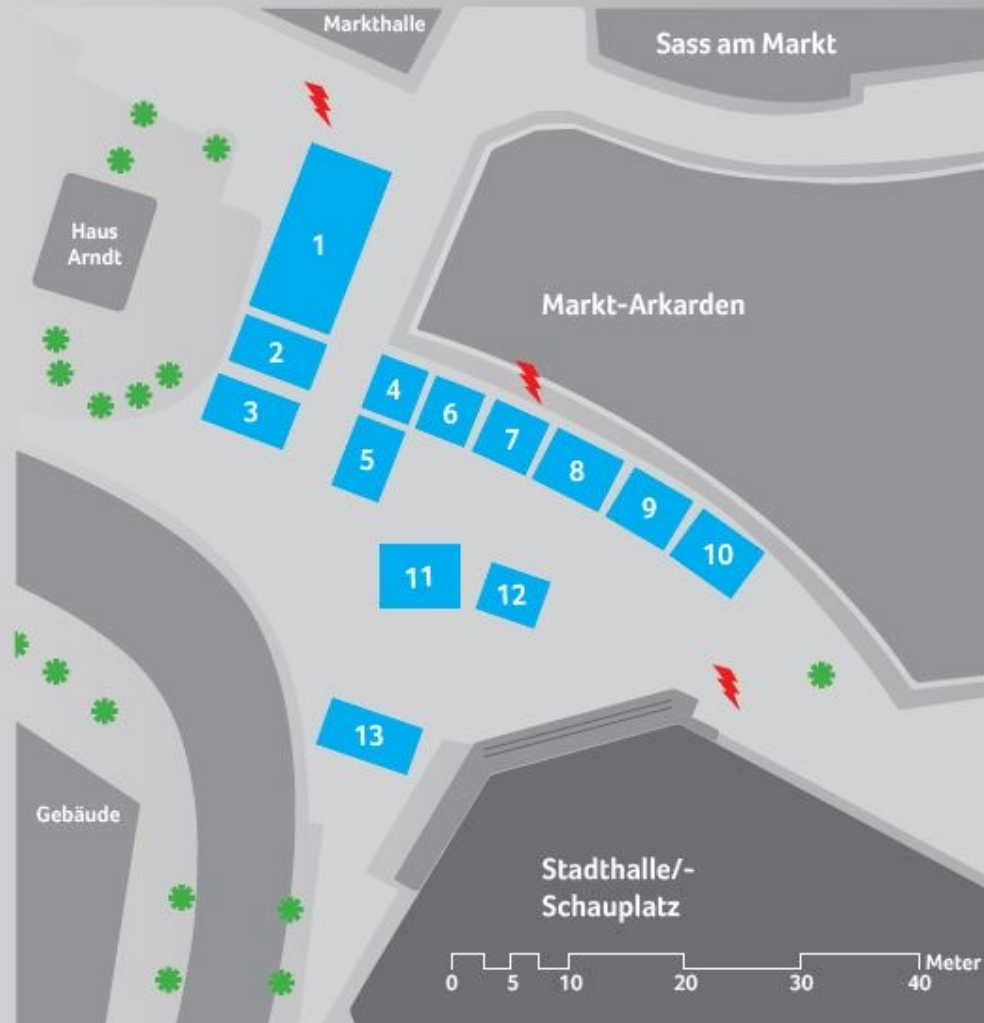 Markthalle
Sass am Markt
Haus
Arndt
1
Markt-Arkarden
2
3
4
6
7
5
8
9
10
11
12
13
Gebäude
Stadthalle/-
Schauplatz
Meter
0 5 10 20 30 40